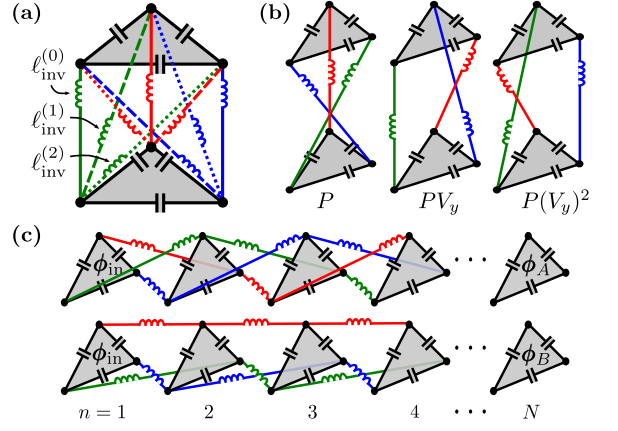 (a)
ℓ_inv^(0)
ℓ_inv^(1)
ℓ_inv^(2)
(b)
P PV_y P(V_y)^2
(c)
ϕ_in ··· ϕ_A
ϕ_in ··· ϕ_B
n = 1 2 3 4 ··· N